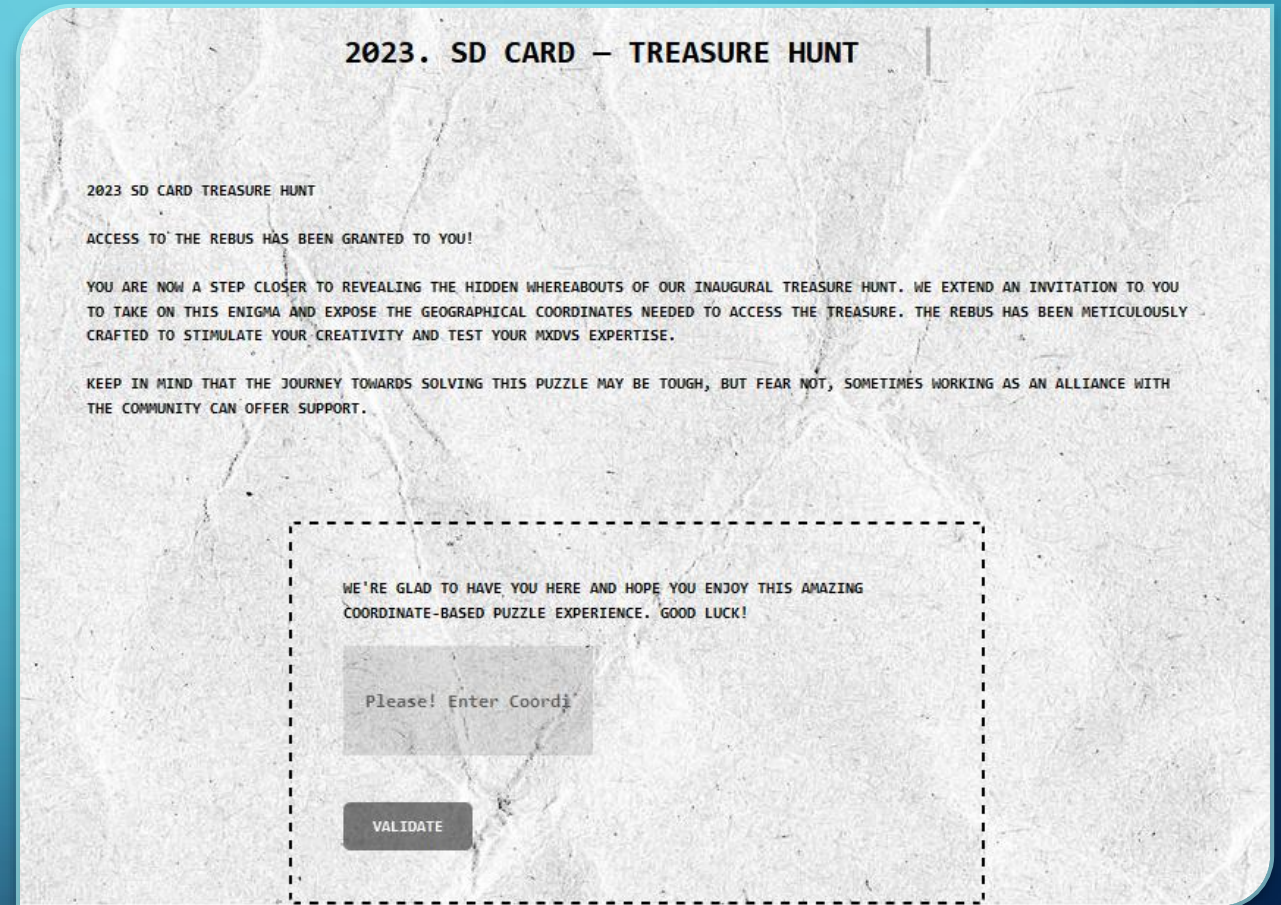 2023. SD CARD – TREASURE HUNT
2023 SD CARD TREASURE HUNT
ACCESS TO THE REBUS HAS BEEN GRANTED TO YOU!
YOU ARE NOW A STEP CLOSER TO REVEALING THE HIDDEN WHEREABOUTS OF OUR INAUGURAL TREASURE HUNT. WE EXTEND AN INVITATION TO YOU
TO TAKE ON THIS ENIGMA AND EXPOSE THE GEOGRAPHICAL COORDINATES NEEDED TO ACCESS THE TREASURE. THE REBUS HAS BEEN METICULOUSLY
CRAFTED TO STIMULATE YOUR CREATIVITY AND TEST YOUR MXDVS EXPERTISE.
KEEP IN MIND THAT THE JOURNEY TOWARDS SOLVING THIS PUZZLE MAY BE TOUGH, BUT FEAR NOT, SOMETIMES WORKING AS AN ALLIANCE WITH
THE COMMUNITY CAN OFFER SUPPORT.
WE'RE GLAD TO HAVE YOU HERE AND HOPE YOU ENJOY THIS AMAZING
COORDINATE-BASED PUZZLE EXPERIENCE. GOOD LUCK!
Please! Enter Coordi
VALIDATE